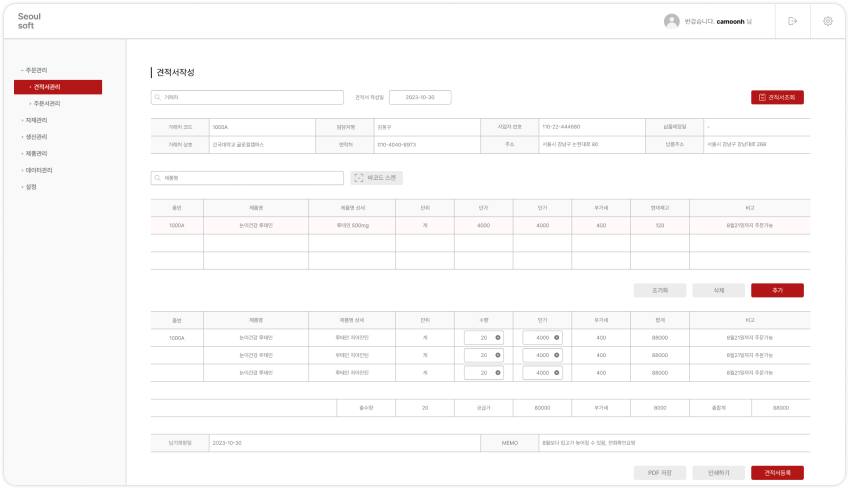 Seoul
soft
반갑습니다. camoonh 님
- 주문관리
견적서관리
주문서관리
자재관리
생산관리
제품관리
데이터관리
설정
견적서작성
거래처 견적서 작성일 2023-10-30 견적서조회
거래처 코드 1000A 담당자명 김동구 사업자 번호 110-22-444680 납품예정일 -
거래처 상호 건국대학교 글로컬캠퍼스 연락처 010-4040-8973 주소 서울시 강남구 논현대로 80 납품주소 서울시 강남구 강남대로 268
제품명 바코드 스캔
품번 제품명 제품명 상세 단위 단가 단가 부가세 현재재고 비고
1000A 눈이건강 루테인 루테인 500mg 개 4000 4000 400 120 8월21일까지 주문가능
초기화 삭제 추가
품번 제품명 제품명 상세 단위 수량 단가 부가세 합계 비고
1000A 눈이건강 루테인 루테인 지아잔틴 개 20 4000 400 88000 8월21일까지 주문가능
눈이건강 루테인 루테인 지아잔틴 개 20 4000 400 88000 8월21일까지 주문가능
눈이건강 루테인 루테인 지아잔틴 개 20 4000 400 88000 8월21일까지 주문가능
총수량 20 공급가 80000 부가세 8000 총합계 88000
납기희망일 2023-10-30 MEMO 8월보다 입고가 늦어질 수 있음, 전화확인요망
PDF 저장 인쇄하기 견적서등록